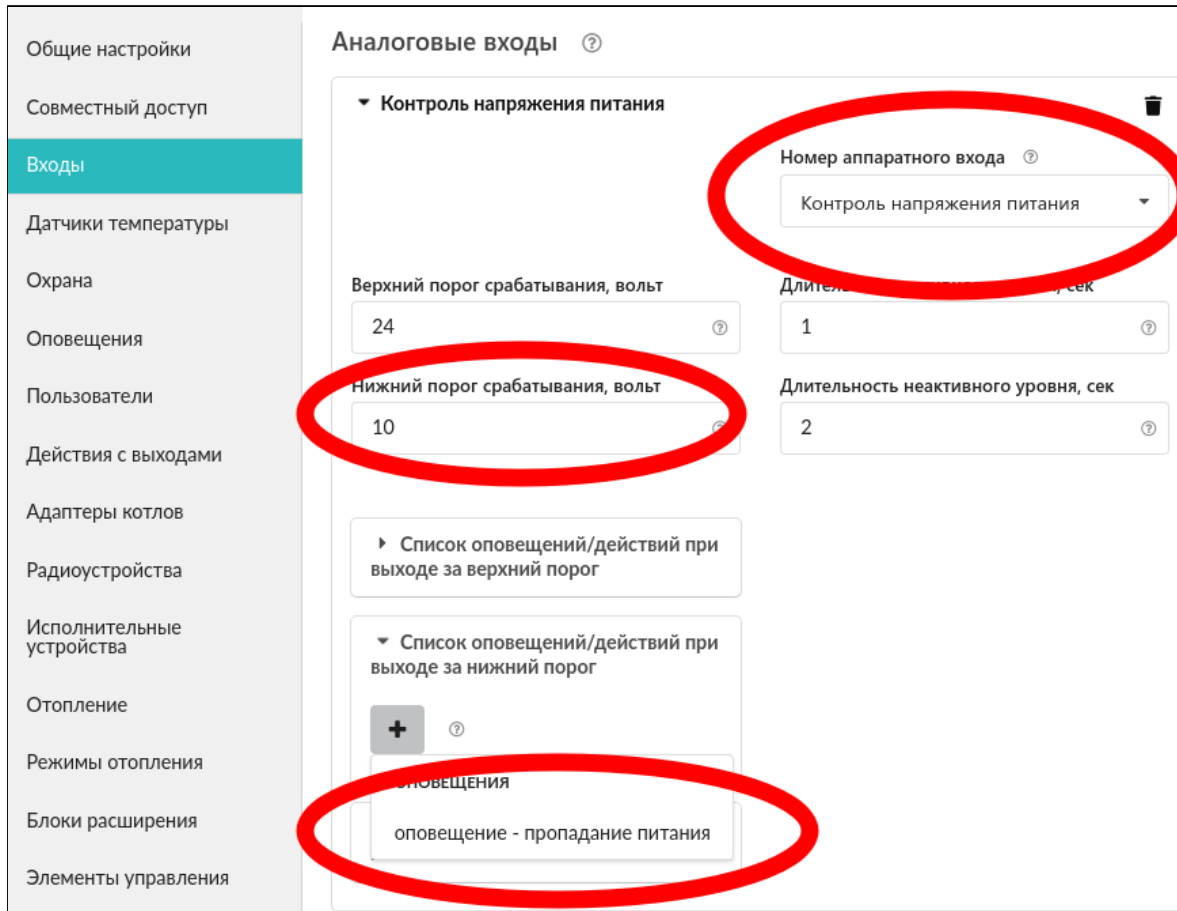 Общие настройки
Совместный доступ
Входы
Датчики температуры
Охрана
Оповещения
Пользователи
Действия с выходами
Адаптеры котлов
Радиоустройства
Исполнительные
устройства
Отопление
Режимы отопления
Блоки расширения
Элементы управления
Аналоговые входы
Контроль напряжения питания
Номер аппаратного входа
Контроль напряжения питания
Верхний порог срабатывания, вольт
сек
24
1
Нижний порог срабатывания, вольт
Длительность неактивного уровня, сек
10
2
Список оповещений/действий при
выходе за верхний порог
Список оповещений/действий при
выходе за нижний порог
+
ОПОВЕЩЕНИЯ
оповещение - пропадание питания